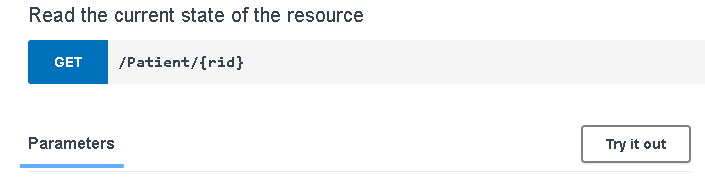 Read the current state of the resource
GET /Patient/{rid}
Parameters
Try it out